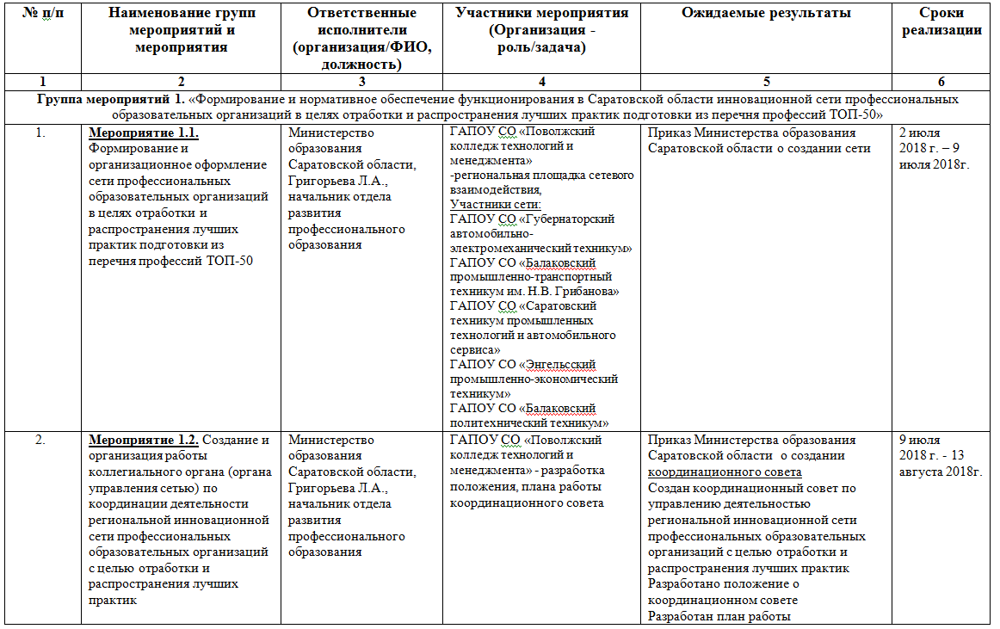 № п/п
Наименование групп
мероприятий и
мероприятия
Ответственные
исполнители
(организация/ФИО,
должность)
Участники мероприятия
(Организация -
роль/задача)
Ожидаемые результаты
Сроки
реализации
1
2
3
4
5
6
Группа мероприятий 1. «Формирование и нормативное обеспечение функционирования в Саратовской области инновационной сети профессиональных
образовательных организаций в целях отработки и распространения лучших практик подготовки из перечня профессий ТОП-50»
1.
Мероприятие 1.1.
Формирование и
организационное оформление
сети профессиональных
образовательных организаций
в целях отработки и
распространения лучших
практик подготовки из
перечня профессий ТОП-50
Министерство
образования
Саратовской области,
Григорьева Л.А.,
начальник отдела
развития
профессионального
образования
ГАПОУ СО «Поволжский
колледж технологий и
менеджмента»
-региональная площадка сетевого
взаимодействия,
Участники сети:
ГАПОУ СО «Губернаторский
автомобильно-
электромеханический техникум»
ГАПОУ СО «Балаковский
промышленно-транспортный
техникум им. Н.В. Грибанова»
ГАПОУ СО «Саратовский
техникум промышленных
технологий и автомобильного
сервиса»
ГАПОУ СО «Энгельсский
промышленно-экономический
техникум»
ГАПОУ СО «Балаковский
политехнический техникум»
Приказ Министерства образования
Саратовской области о создании сети
2 июля
2018 г. – 9
июля 2018г.
2.
Мероприятие 1.2. Создание и
организация работы
коллегиального органа (органа
управления сетью) по
координации деятельности
региональной инновационной
сети профессиональных
образовательных организаций
с целью отработки и
распространения лучших
практик
Министерство
образования
Саратовской области,
Григорьева Л.А.,
начальник отдела
развития
профессионального
образования
ГАПОУ СО «Поволжский
колледж технологий и
менеджмента» - разработка
положения, плана работы
координационного совета
Приказ Министерства образования
Саратовской области о создании
координационного совета
Создан координационный совет по
управлению деятельностью
региональной инновационной сети
профессиональных образовательных
организаций с целью отработки и
распространения лучших практик
Разработано положение о
координационном совете
Разработан план работы
9 июля
2018 г. - 13
августа 2018г.